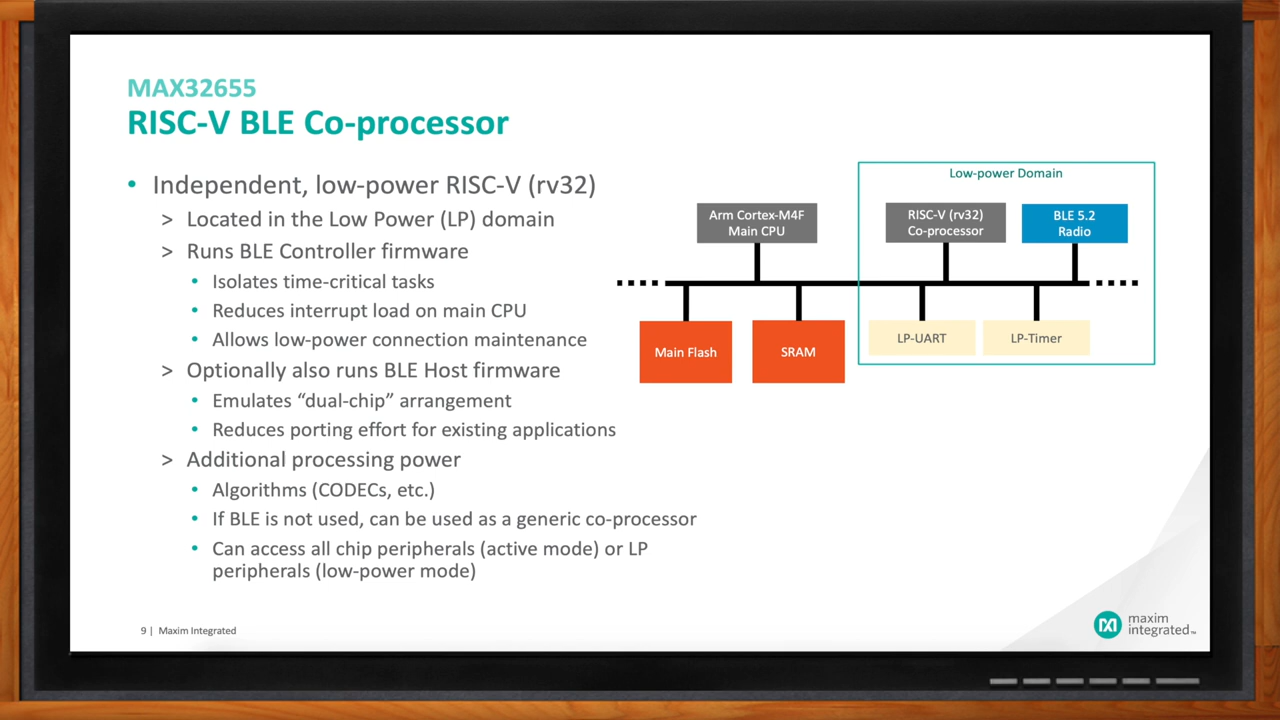 MAX32655
RISC-V BLE Co-processor
• Independent, low-power RISC-V (rv32)
> Located in the Low Power (LP) domain
> Runs BLE Controller firmware
• Isolates time-critical tasks
• Reduces interrupt load on main CPU
• Allows low-power connection maintenance
> Optionally also runs BLE Host firmware
• Emulates “dual-chip” arrangement
• Reduces porting effort for existing applications
> Additional processing power
• Algorithms (CODECs, etc.)
• If BLE is not used, can be used as a generic co-processor
• Can access all chip peripherals (active mode) or LP
peripherals (low-power mode)
Low-power Domain
Arm Cortex-M4F
Main CPU
RISC-V (rv32)
Co-processor
BLE 5.2
Radio
Main Flash
SRAM
LP-UART
LP-Timer
9 | Maxim Integrated
maxim
integrated™